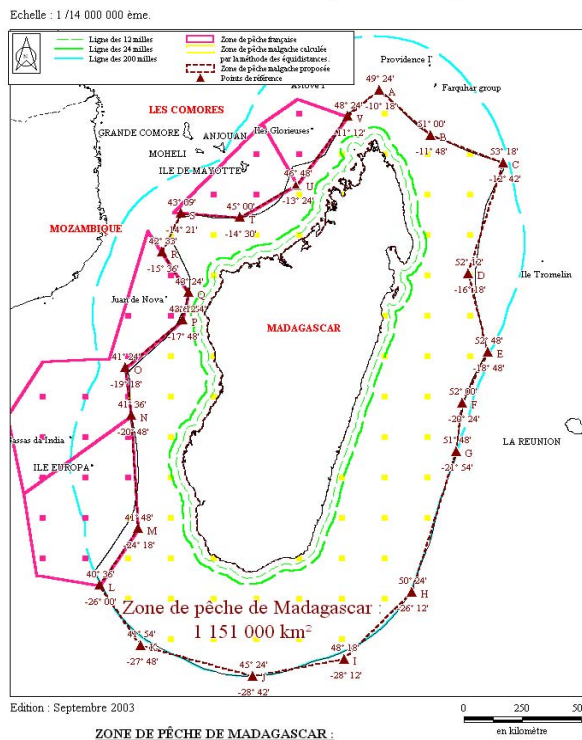 Echelle : 1 /14 000 000 ème.
Ligne des 12 milles
Ligne des 24 milles
Ligne des 200 milles
Zone de pêche française
Zone de pêche malgache calculée
par la méthode des équidistances.
Zone de pêche malgache proposée
Points de référence
Providence I
Farquhar group
49° 24'
A
-10° 18'
LES COMORES
48° 24'
V
-11° 12'
51° 00'
B
-11° 48'
GRANDE COMORE
ANJOUAN
Iles Glorieuses
MOHELI
ILE DE MAYOTTE
53° 18'
C
-12° 42'
46° 48'
U
-13° 24'
43° 09'
S
-14° 21'
45° 00'
T
-14° 30'
MOZAMBIQUE
42° 33'
R
-15° 36'
52° 12'
D
-16° 18'
Ile Tromelin
Q
Juan de Nova
P
-17° 48'
MADAGASCAR
52° 48'
E
-18° 48'
41° 24'
O
-19° 18'
41° 36'
N
-20° 48'
52° 00'
F
-20° 24'
51° 48'
G
-21° 54'
LA REUNION
ILE EUROPA
41° 48'
M
-24° 18'
40° 36'
L
-26° 00'
50° 24'
H
-26° 12'
Zone de pêche de Madagascar :
1 151 000 km²
K
-27° 48'
48° 18'
I
-28° 12'
45° 24'
J
-28° 42'
Edition : Septembre 2003
0 250 50
en kilomètre
ZONE DE PÊCHE DE MADAGASCAR :